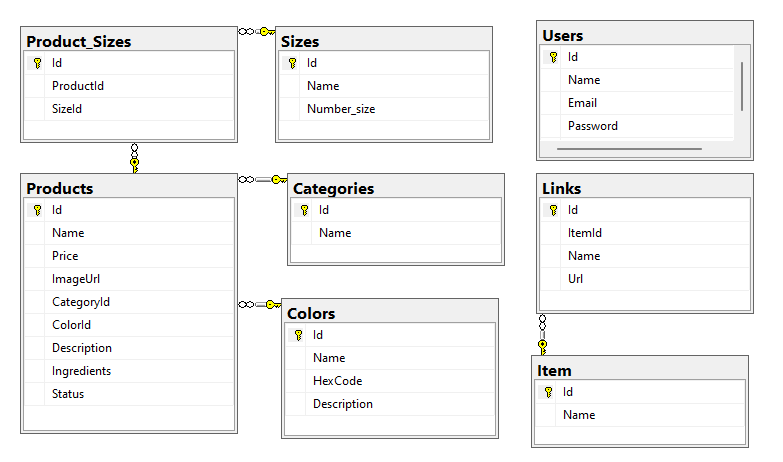 Product_Sizes
Id
ProductId
SizeId
Sizes
Id
Name
Number_size
Users
Id
Name
Email
Password
Products
Id
Name
Price
ImageUrl
CategoryId
ColorId
Description
Ingredients
Status
Categories
Id
Name
Links
Id
ItemId
Name
Url
Colors
Id
Name
HexCode
Description
Item
Id
Name